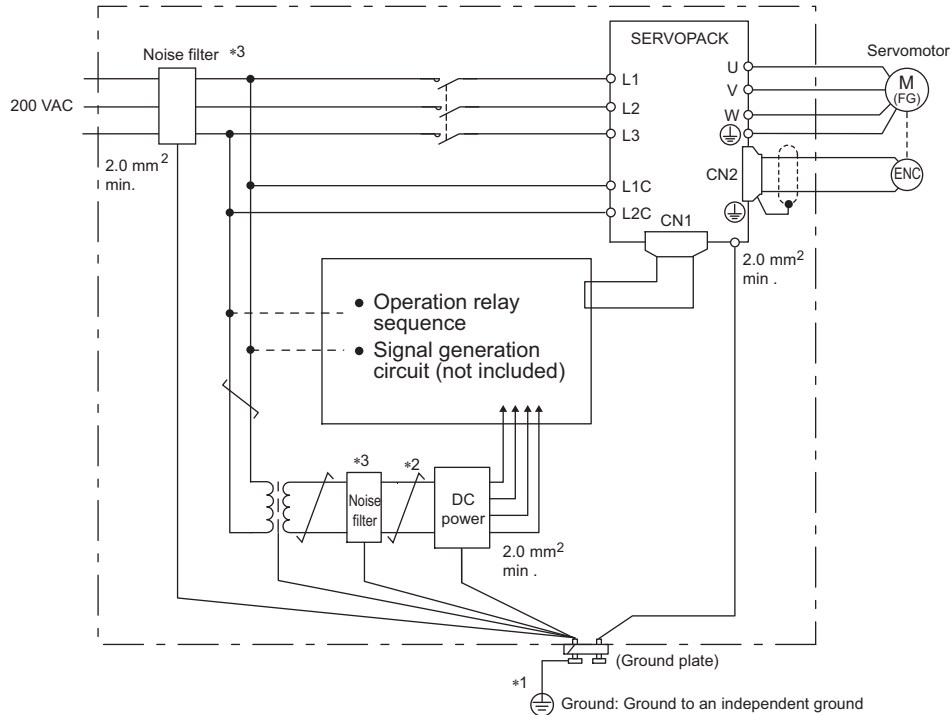 SERVOPACK
Noise filter *3
Servomotor
U
L1
V
M
(FG)
200 VAC
L2
W
L3
2.0 mm2
min.
CN2
ENC
L1C
L2C
CN1
2.0 mm2
min .
● Operation relay
sequence
● Signal generation
circuit (not included)
*3
*2
Noise
filter
DC
power
2.0 mm2
min .
(Ground plate)
*1
Ground: Ground to an independent ground